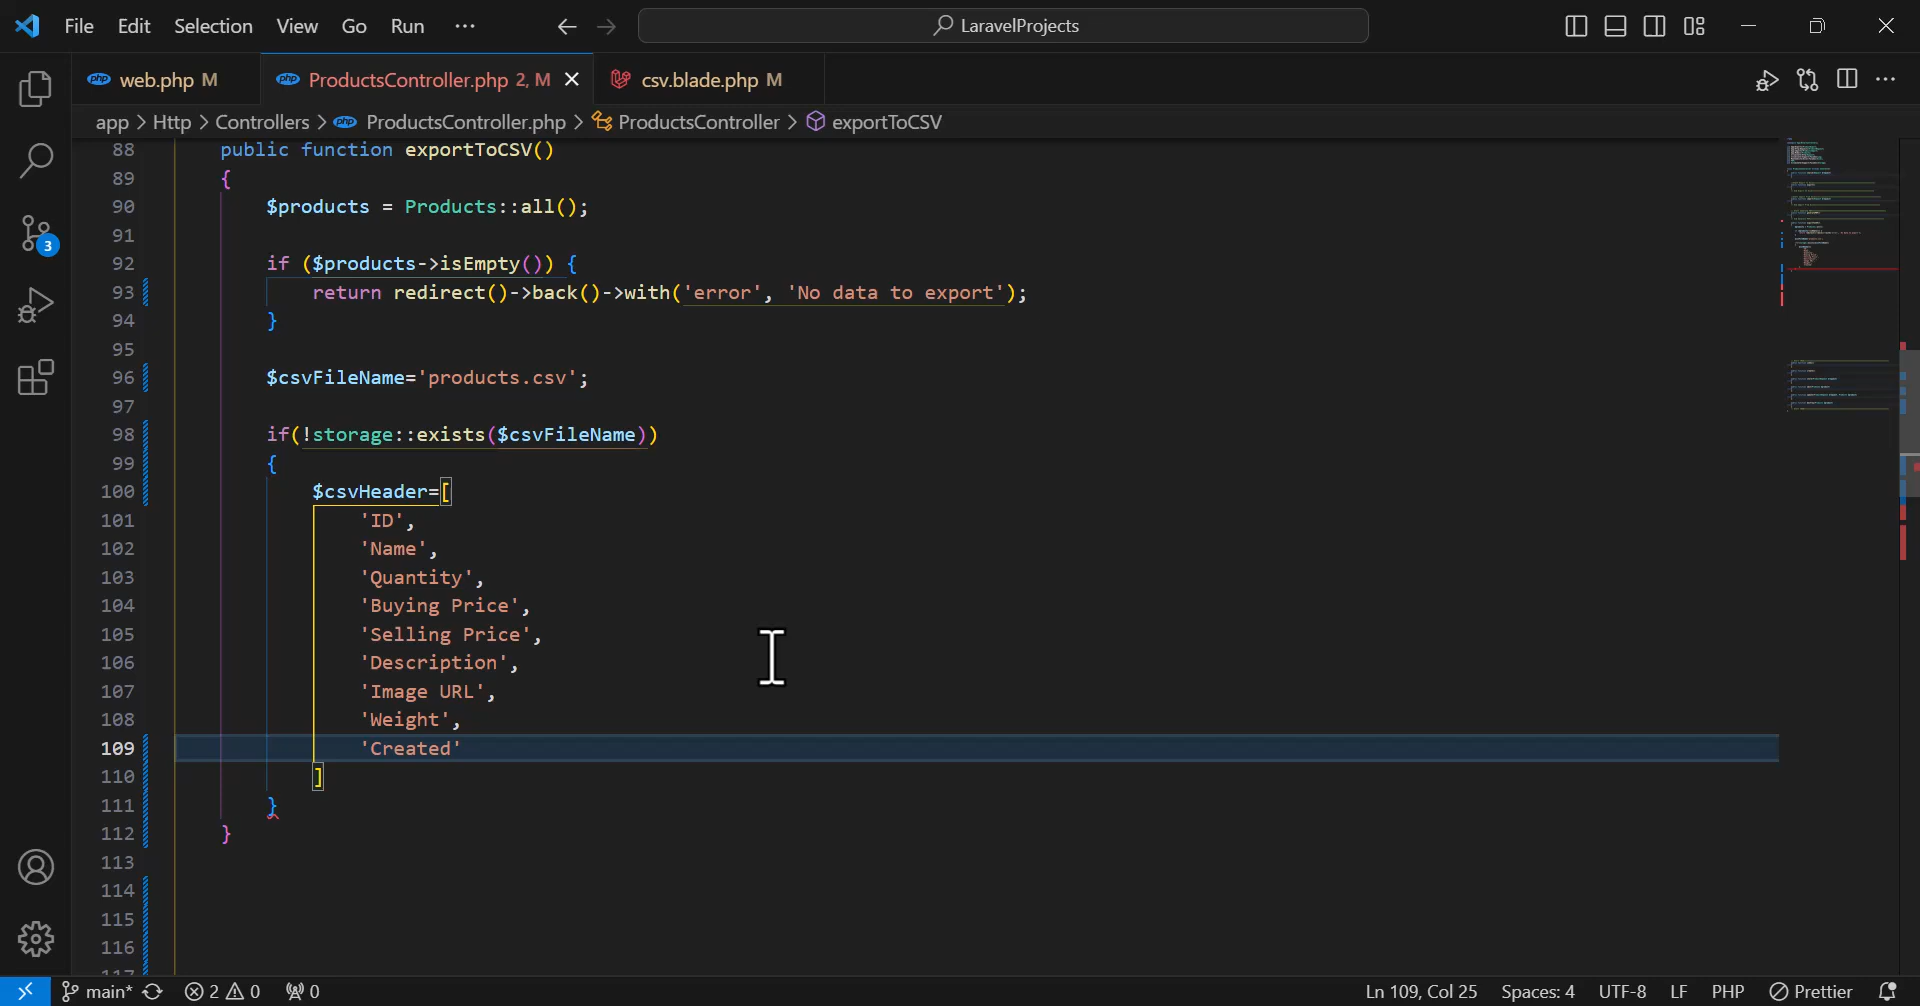 File Edit Selection View Go Run ··· LaravelProjects
web.php M ProductsController.php 2, M csv.blade.php M
app > Http > Controllers > ProductsController.php > ProductsController > exportToCSV
88 public function exportToCSV()
89 {
90 $products = Products::all();
91
92 if ($products->isEmpty()) {
93 return redirect()->back()->with('error', 'No data to export');
94 }
95
96 $csvFileName='products.csv';
97
98 if(!storage::exists($csvFileName))
99 {
100 $csvHeader=[
101 'ID',
102 'Name',
103 'Quantity',
104 'Buying Price',
105 'Selling Price',
106 'Description',
107 'Image URL',
108 'Weight',
109 'Created'
110 ]
111 }
112 }
113
114
115
116
117
3
main* 2 0 0 Ln 109, Col 25 Spaces: 4 UTF-8 LF PHP Prettier